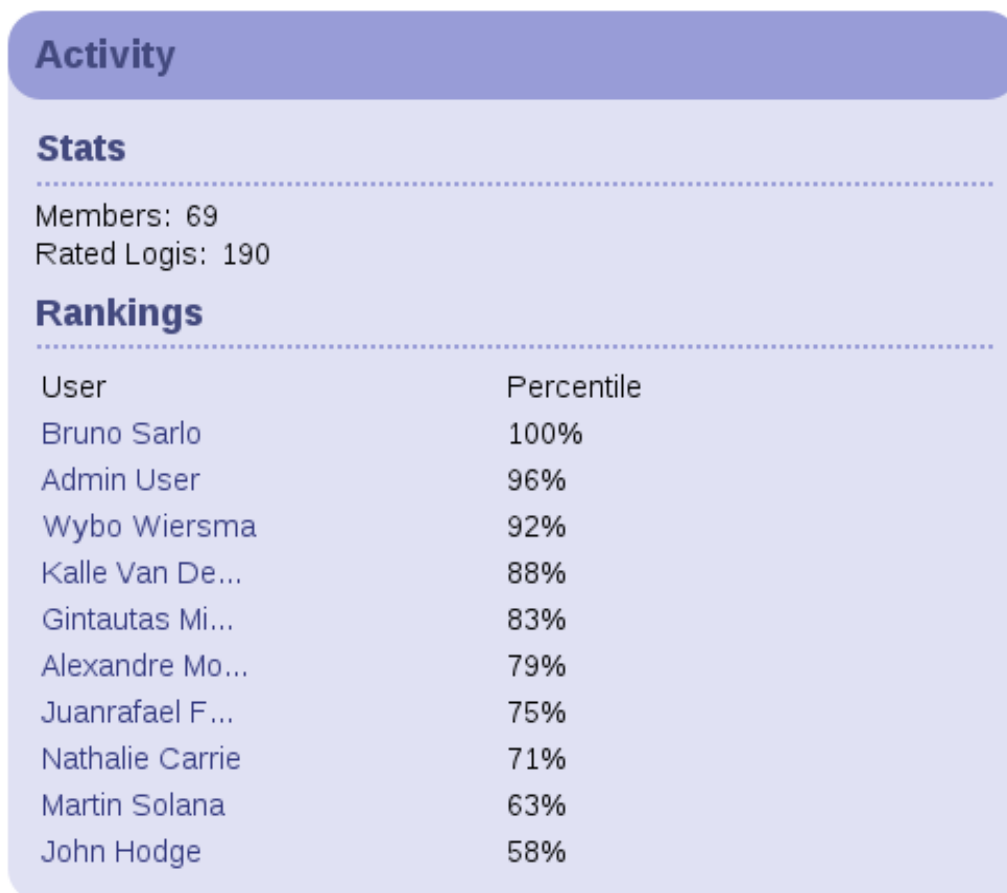 Activity
Stats
Members: 69
Rated Logis: 190
Rankings
User Percentile
Bruno Sarlo 100%
Admin User 96%
Wybo Wiersma 92%
Kalle Van De... 88%
Gintautas Mi... 83%
Alexandre Mo... 79%
Juanrafael F... 75%
Nathalie Carrie 71%
Martin Solana 63%
John Hodge 58%